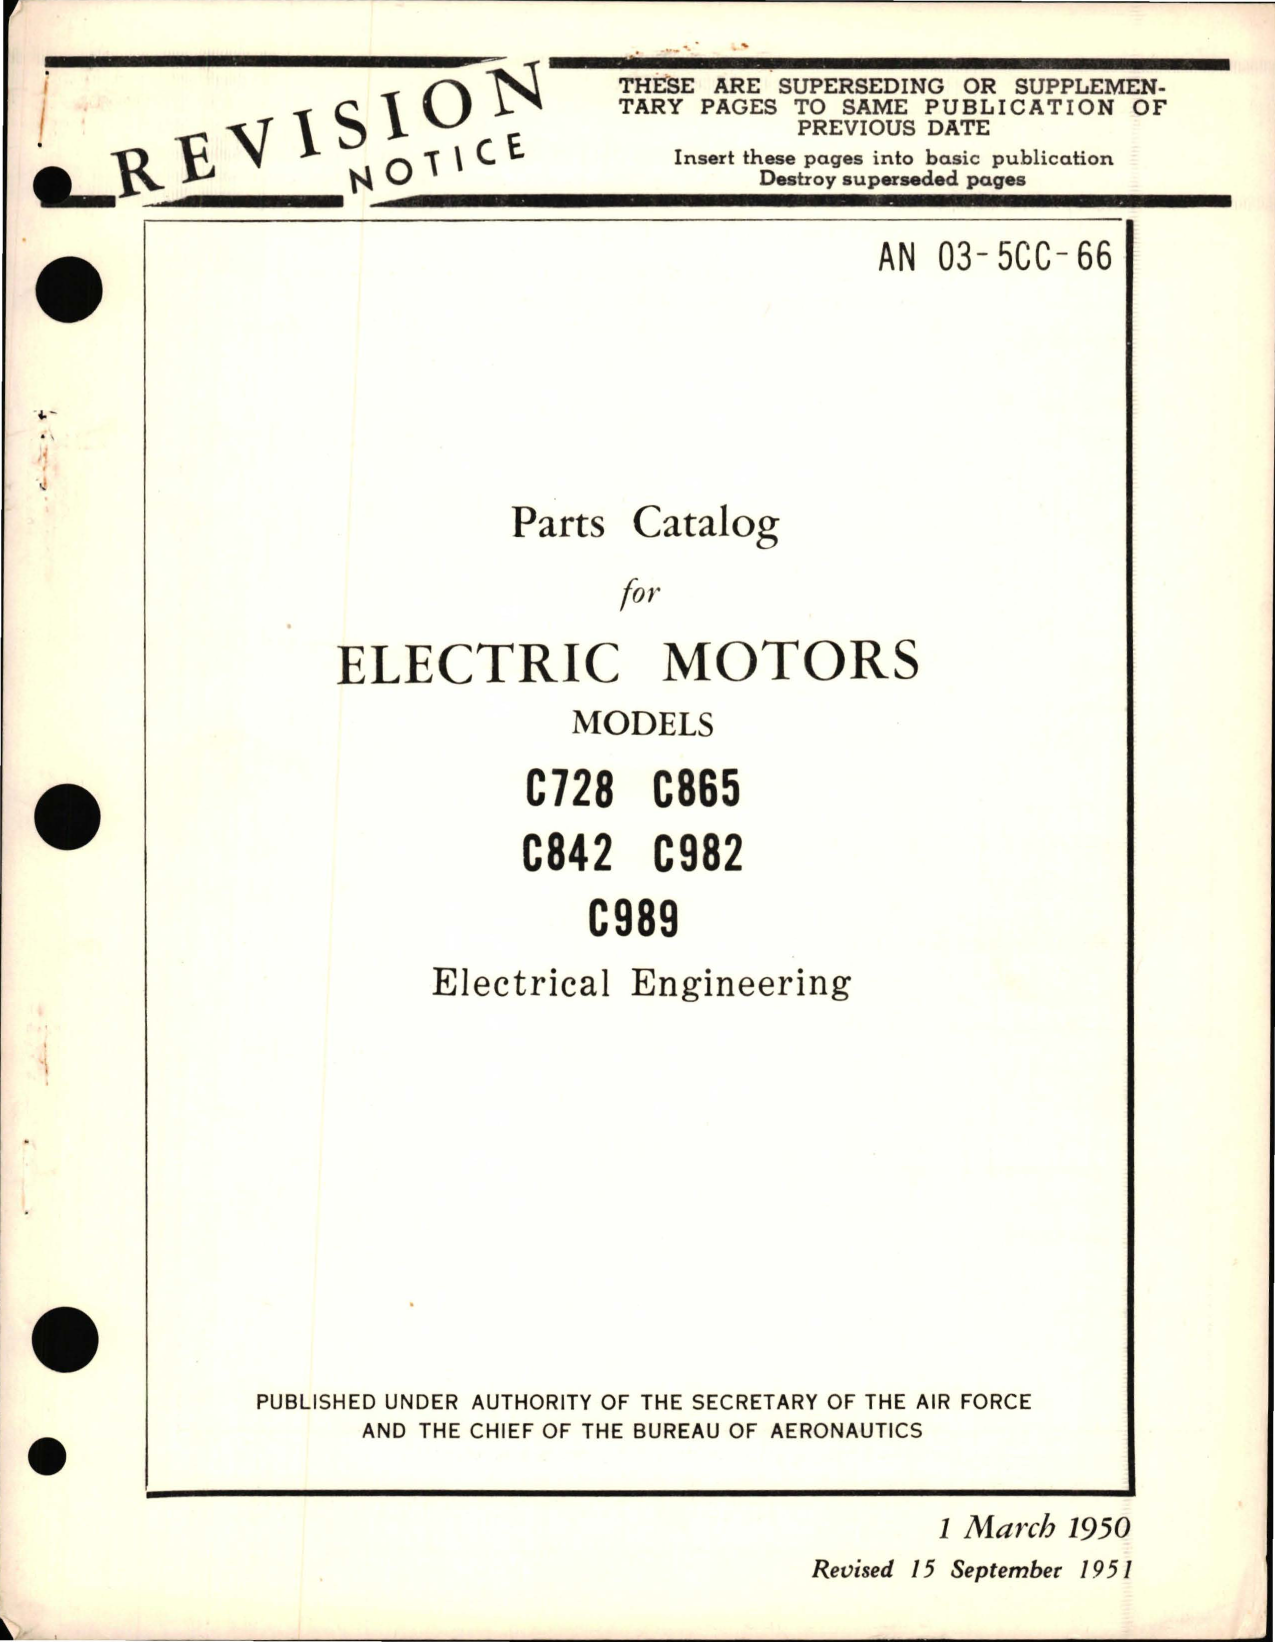 REVISION
NOTICE
THESE ARE SUPERSEDING OR SUPPLEMEN-
TARY PAGES TO SAME PUBLICATION OF
PREVIOUS DATE
Insert these pages into basic publication
Destroy superseded pages
AN 03-5CC-66
Parts Catalog
for
ELECTRIC MOTORS
MODELS
C728 C865
C842 C982
C989
Electrical Engineering
PUBLISHED UNDER AUTHORITY OF THE SECRETARY OF THE AIR FORCE
AND THE CHIEF OF THE BUREAU OF AERONAUTICS
1 March 1950
Revised 15 September 1951